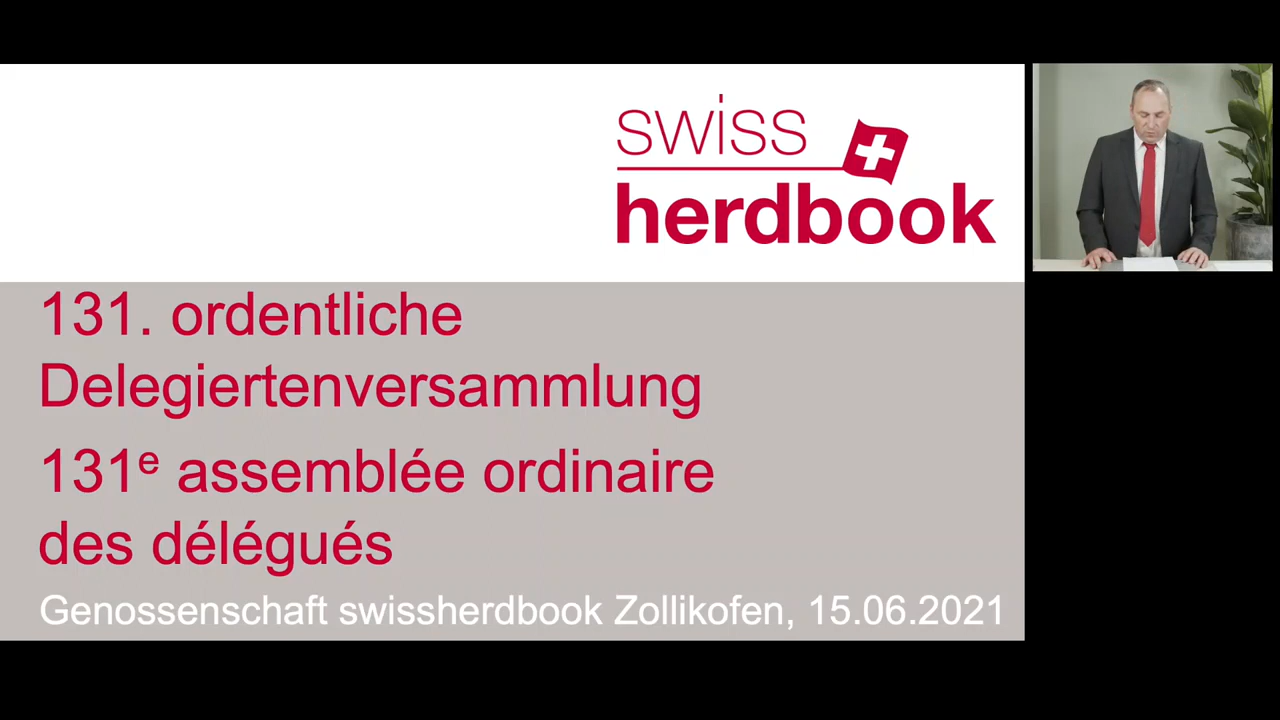 swiss
herdbook
131. ordentliche
Delegiertenversammlung
131e assemblée ordinaire
des délégués
Genossenschaft swissherdbook Zollikofen, 15.06.2021